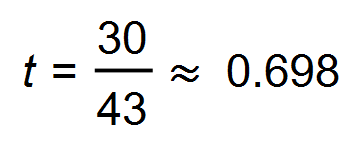 t = 30/43 ≈ 0.698